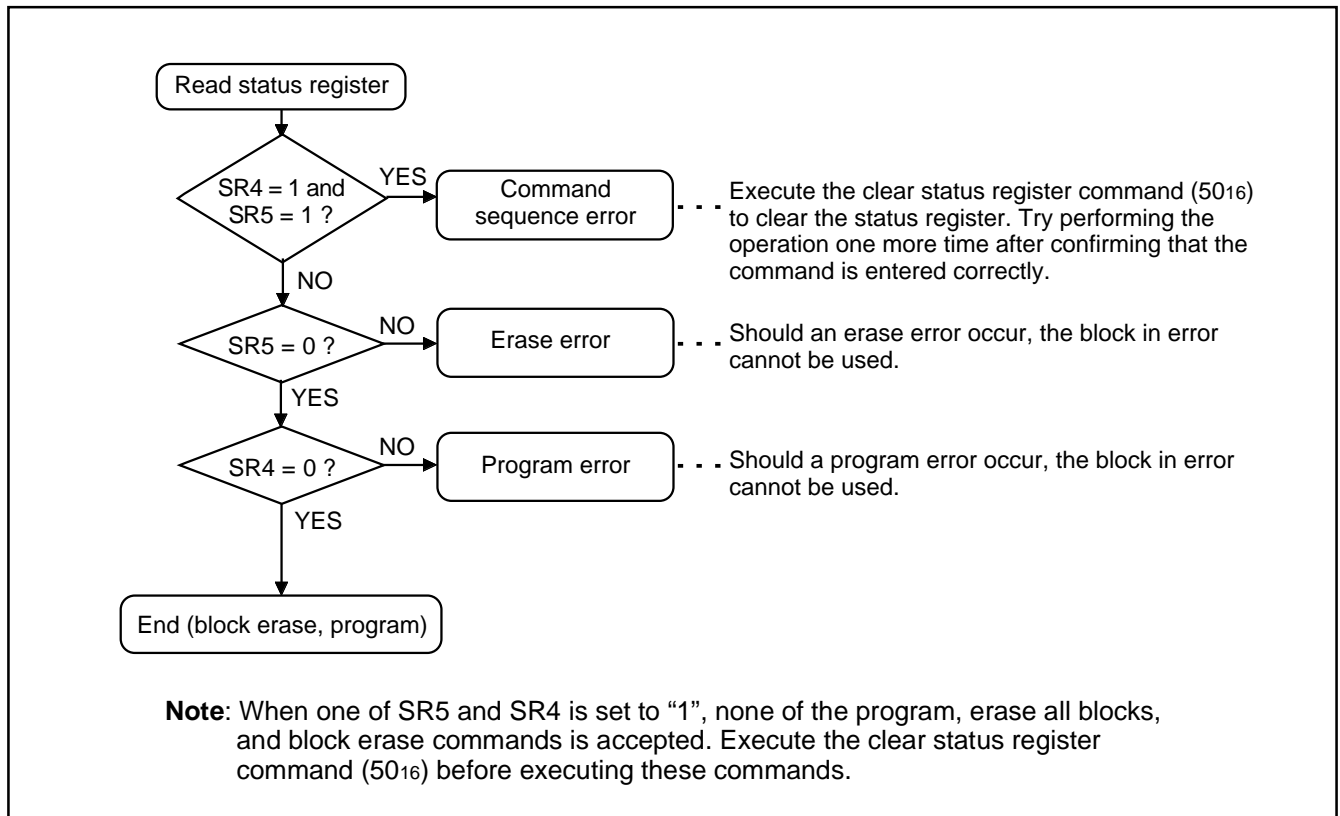 Read status register
SR4 = 1 and
SR5 = 1 ?
YES
Command
sequence error
Execute the clear status register command (5016)
to clear the status register. Try performing the
operation one more time after confirming that the
command is entered correctly.
NO
SR5 = 0 ?
NO
Erase error
Should an erase error occur, the block in error
cannot be used.
YES
SR4 = 0 ?
NO
Program error
Should a program error occur, the block in error
cannot be used.
YES
End (block erase, program)
Note: When one of SR5 and SR4 is set to “1”, none of the program, erase all blocks,
and block erase commands is accepted. Execute the clear status register
command (5016) before executing these commands.